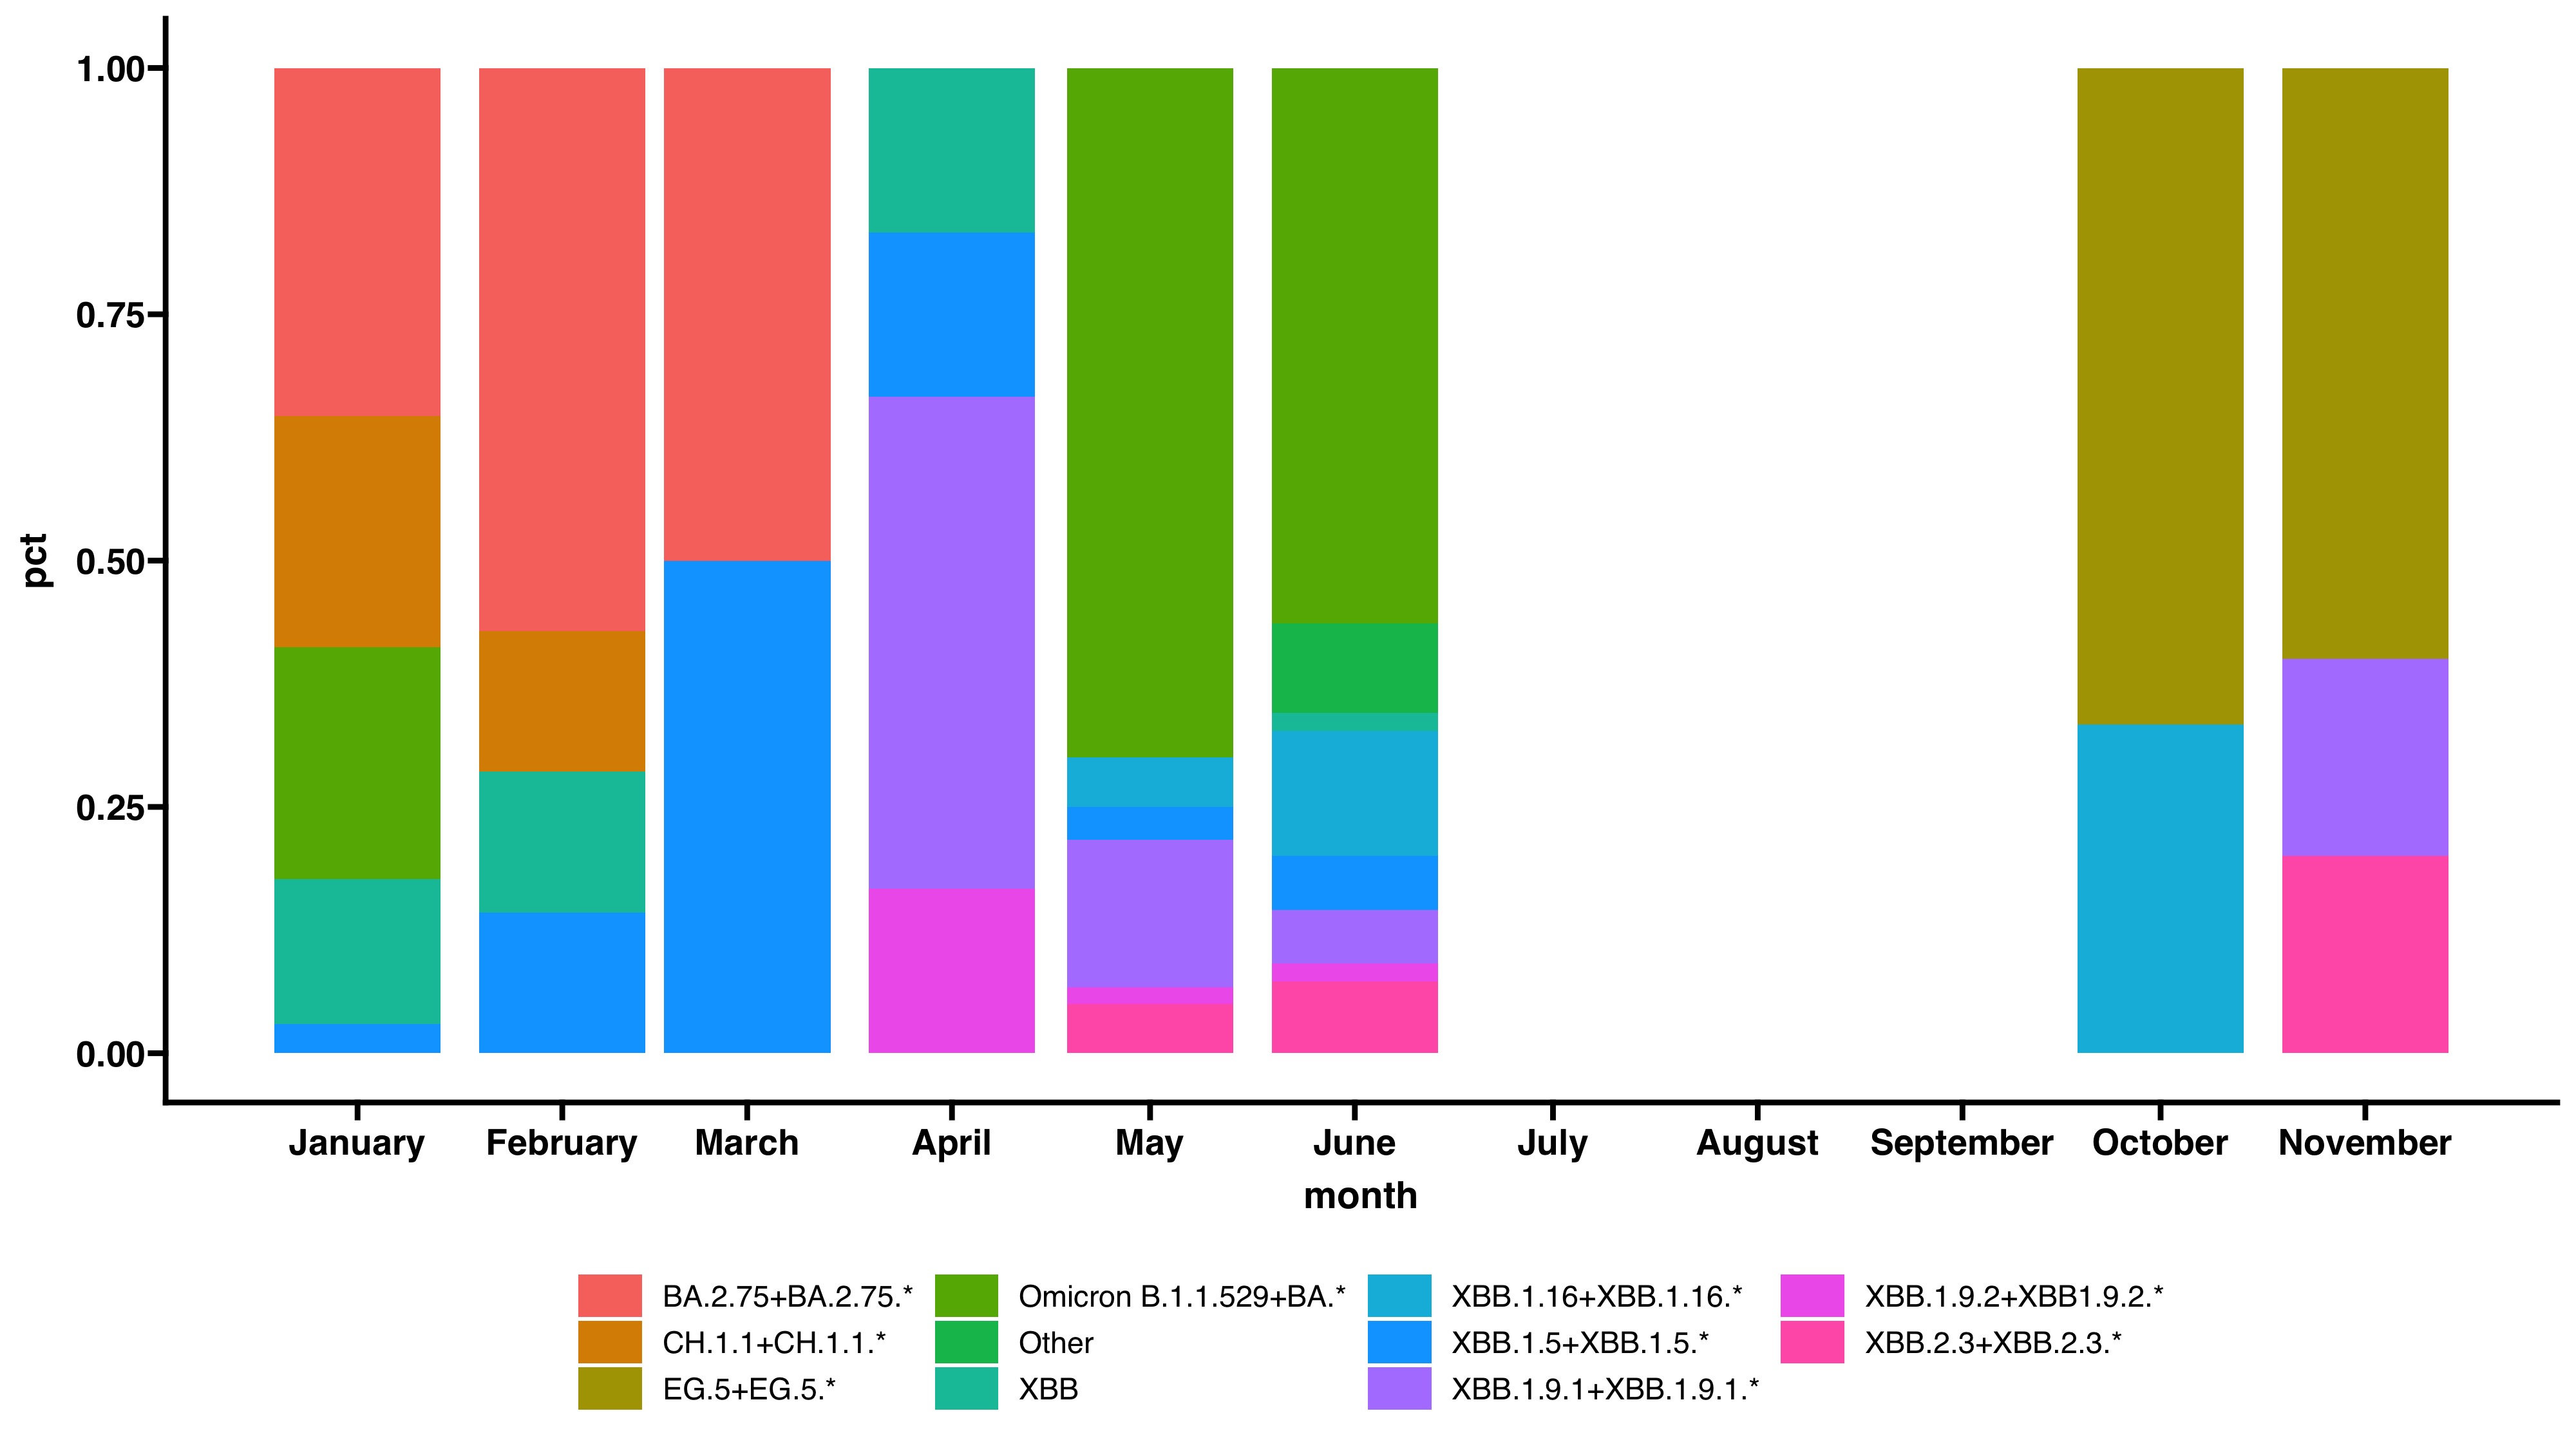 1.00
0.75
0.50
0.25
0.00
pct
January February March April May June July August September October November
month
BA.2.75+BA.2.75.* Omicron B.1.1.529+BA.* XBB.1.16+XBB.1.16.* XBB.1.9.2+XBB1.9.2.*
CH.1.1+CH.1.1.* Other XBB.1.5+XBB.1.5.* XBB.2.3+XBB.2.3.*
EG.5+EG.5.* XBB XBB.1.9.1+XBB.1.9.1.*